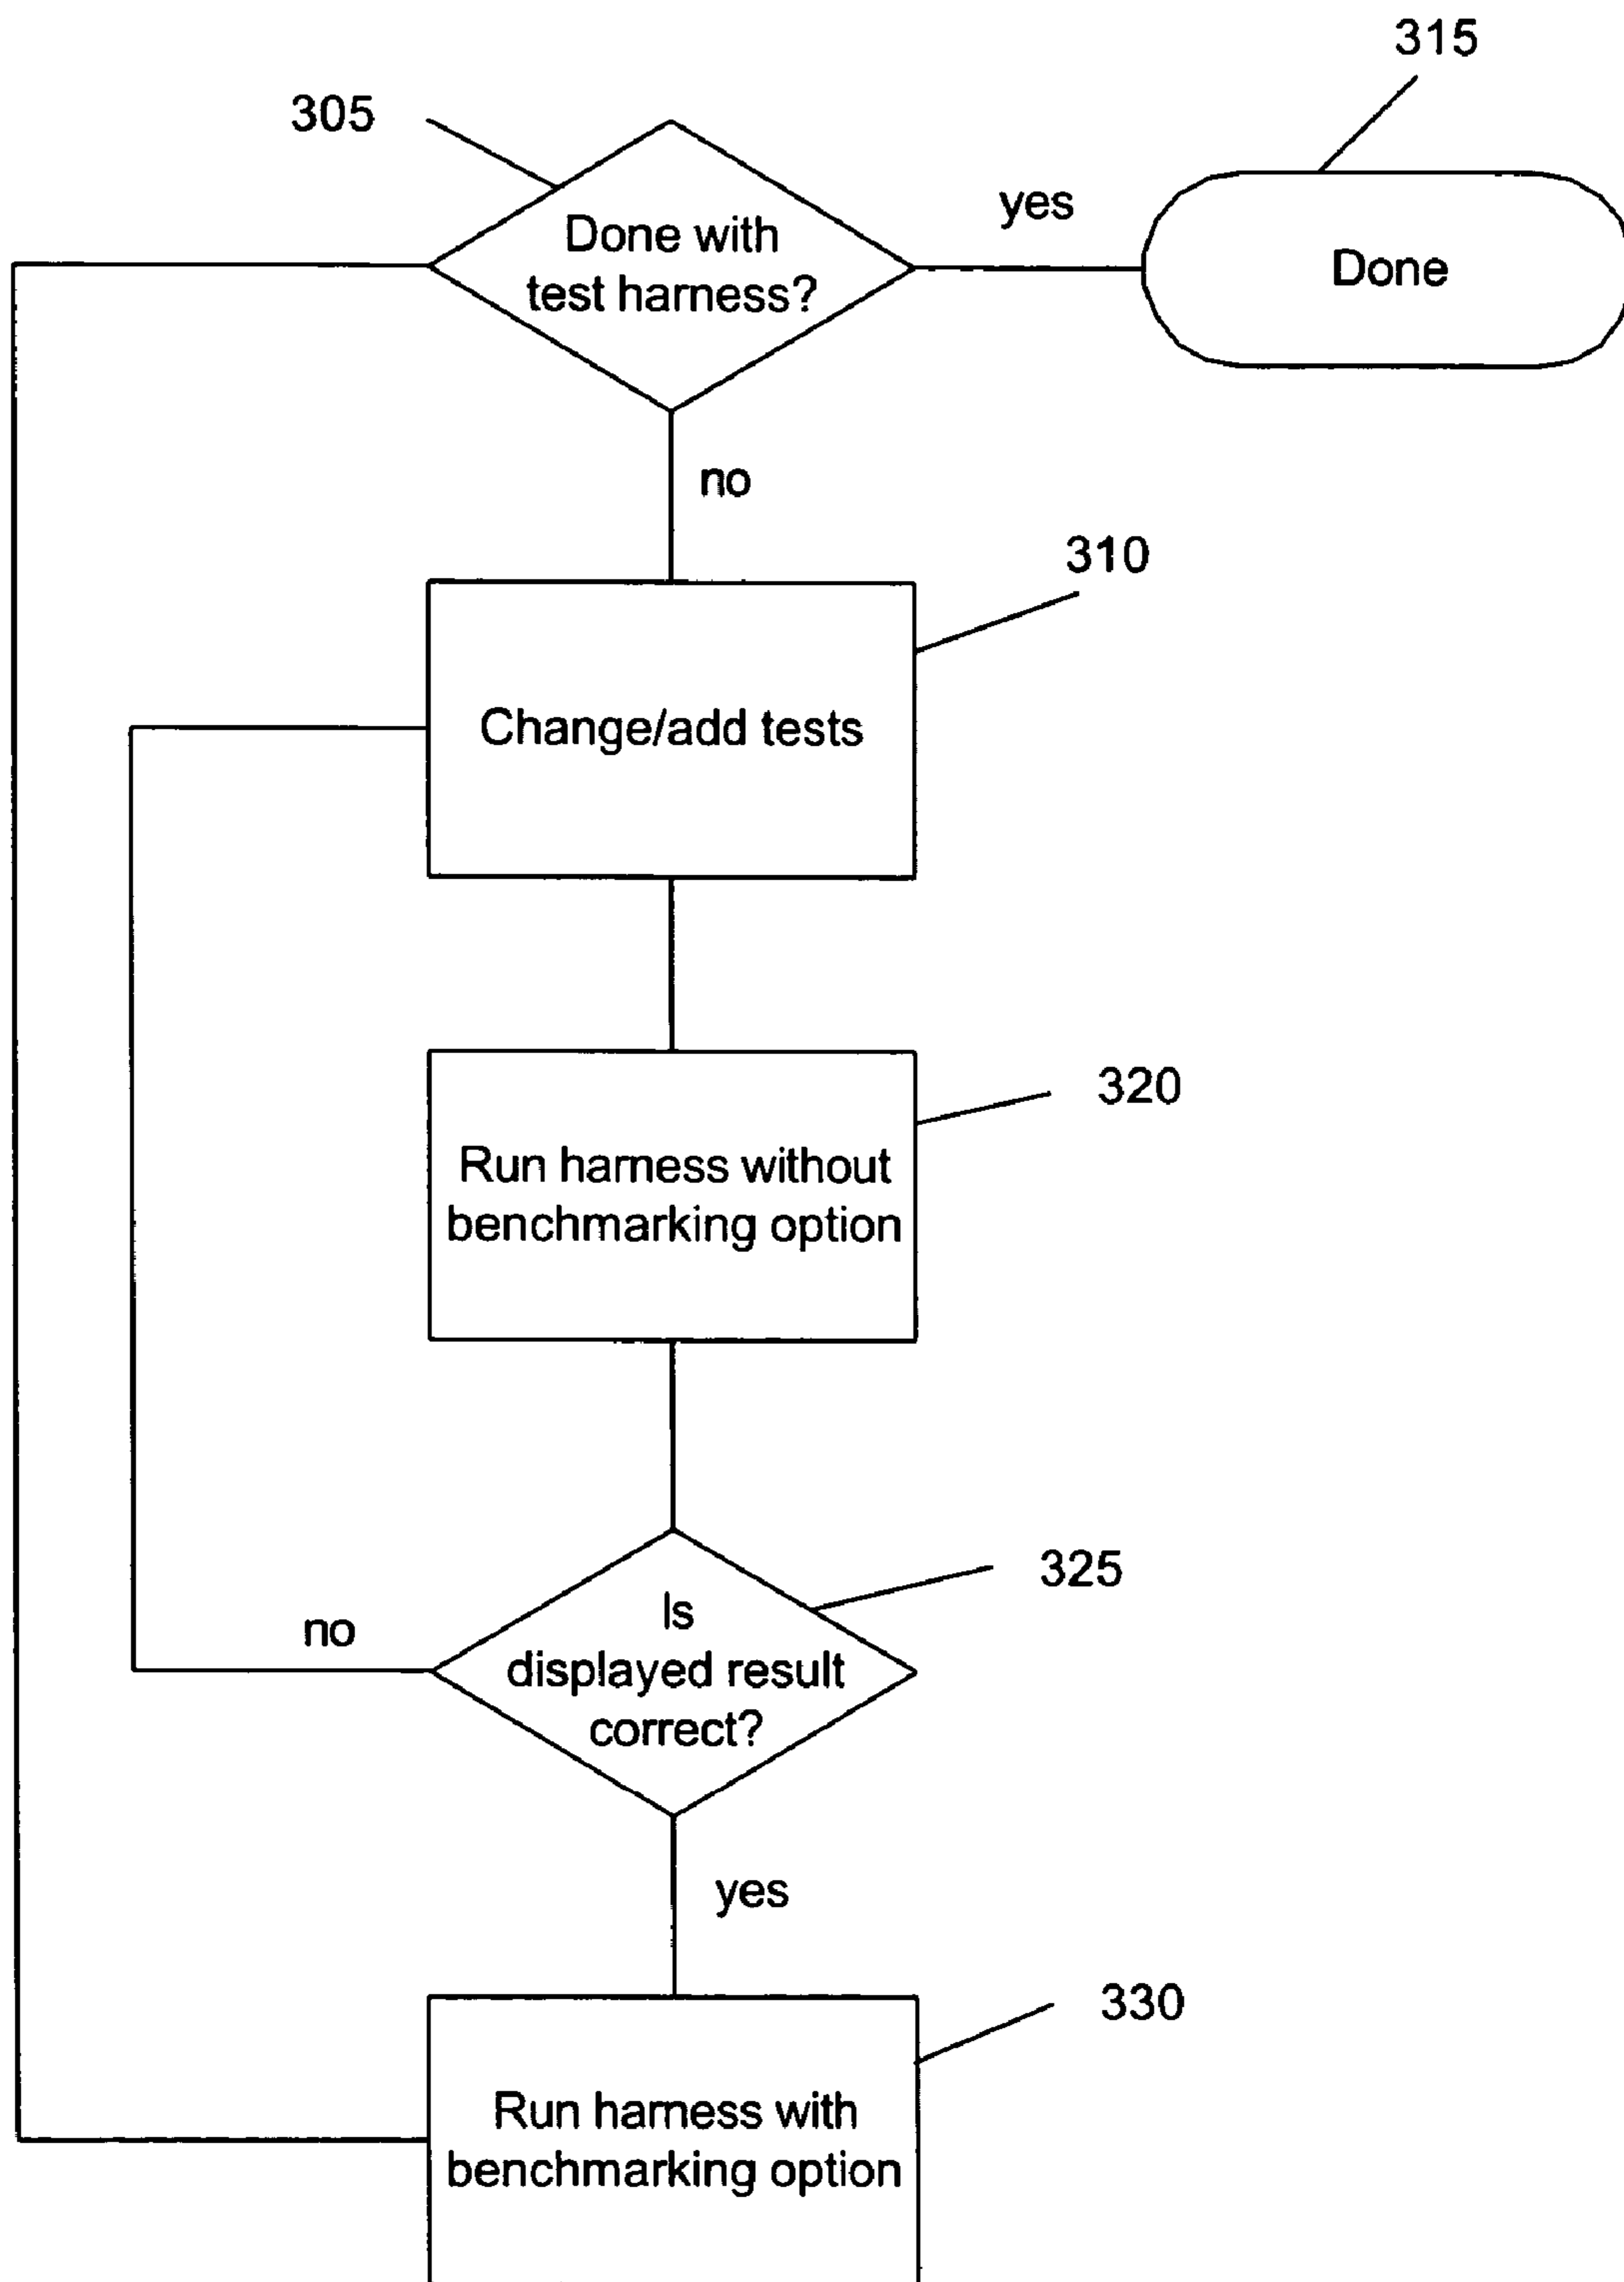 315
305
yes
Done with
test harness?
Done
no
310
Change/add tests
320
Run harness without
benchmarking option
325
Is
displayed result
correct?
no
yes
330
Run harness with
benchmarking option